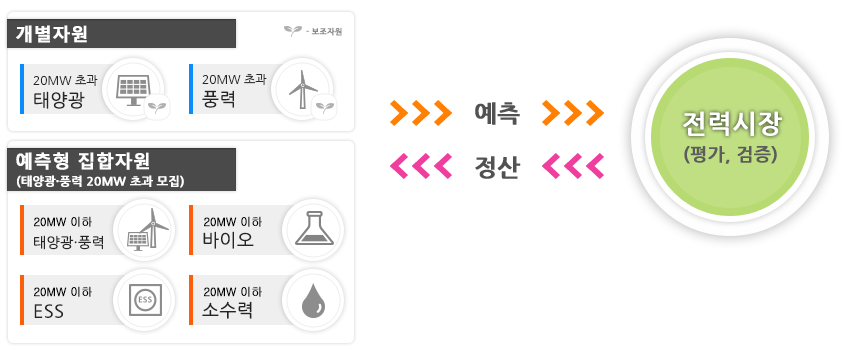 개별자원
- 보조자원
20MW 초과
태양광
20MW 초과
풍력
예측형 집합자원
(태양광·풍력 20MW 초과 모집)
20MW 이하
태양광·풍력
20MW 이하
바이오
20MW 이하
ESS
ESS
20MW 이하
소수력
예측
정산
전력시장
(평가, 검증)